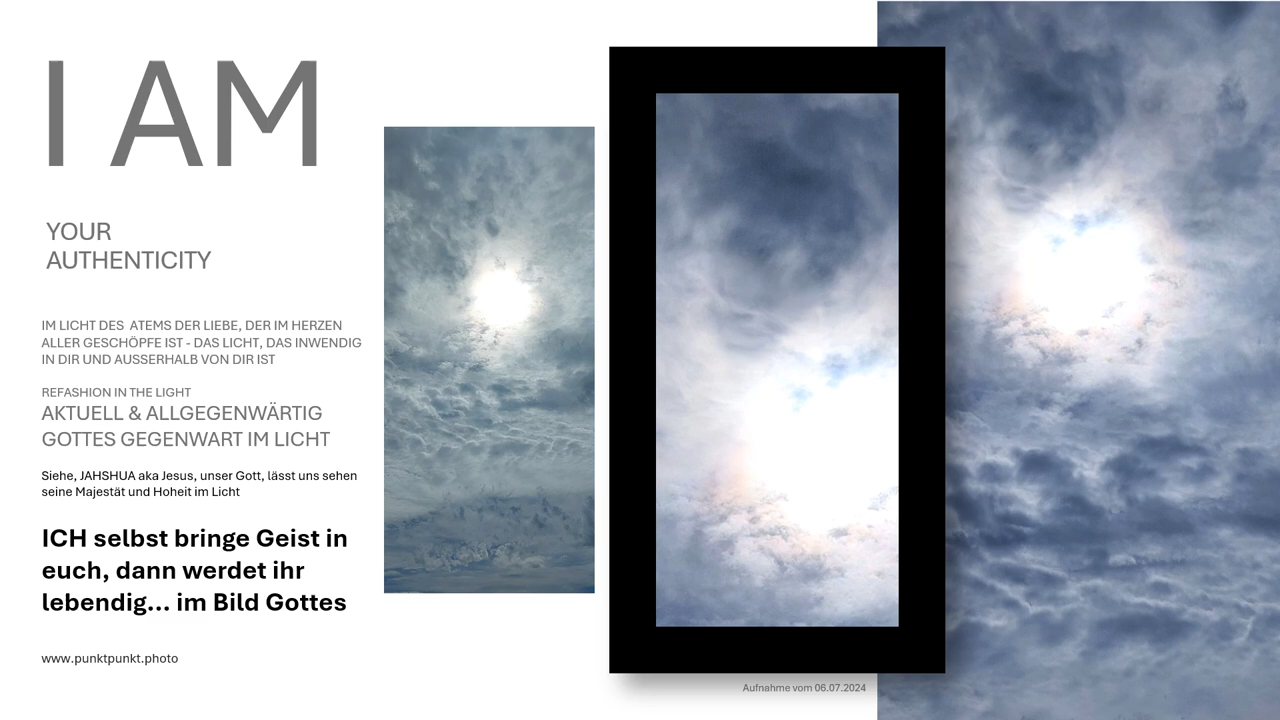 I AM
YOUR
AUTHENTICITY
IM LICHT DES  ATEMS DER LIEBE, DER IM HERZEN
ALLER GESCHÖPFE IST - DAS LICHT, DAS INWENDIG
IN DIR UND AUSSERHALB VON DIR IST
REFASHION IN THE LIGHT
AKTUELL & ALLGEGENWÄRTIG
GOTTES GEGENWART IM LICHT
Siehe, JAHSHUA aka Jesus, unser Gott, lässt uns sehen
seine Majestät und Hoheit im Licht
ICH selbst bringe Geist in
euch, dann werdet ihr
lebendig... im Bild Gottes
www.punktpunkt.photo
Aufnahme vom 06.07.2024